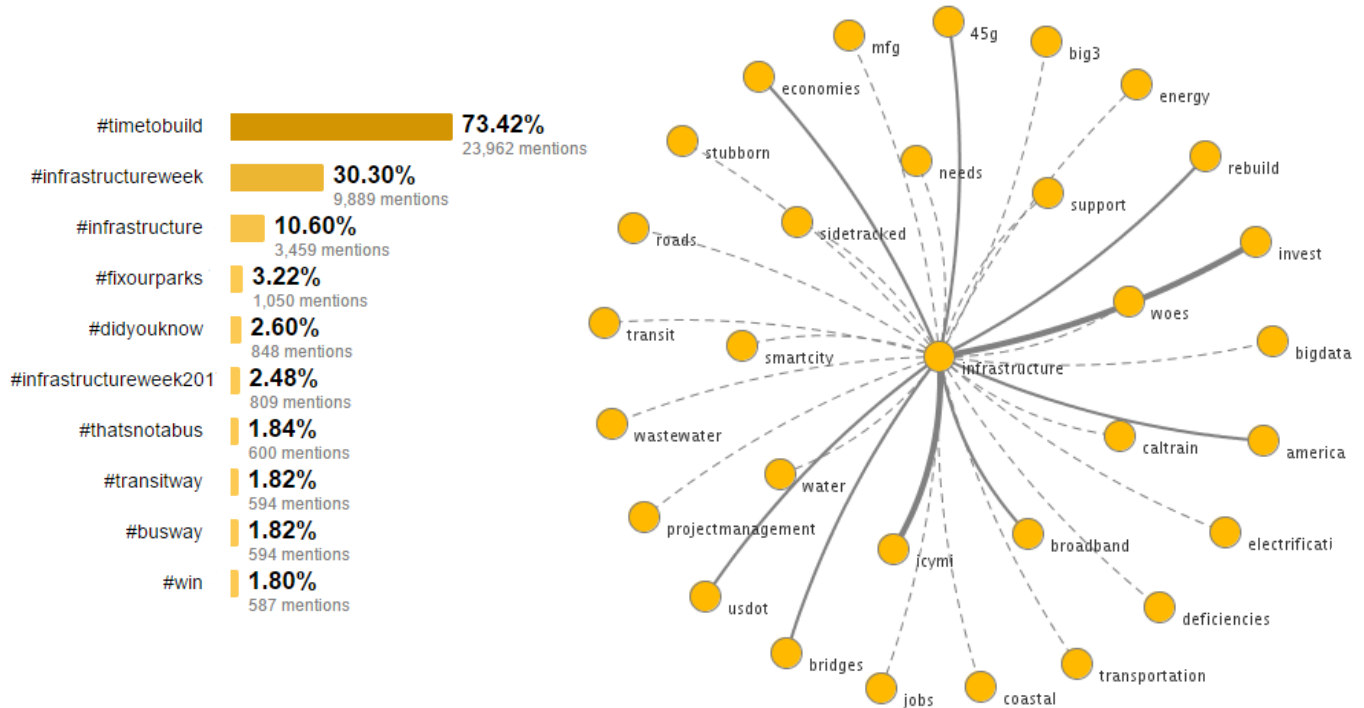 #timetobuild
73.42%
23,962 mentions
#infrastructureweek
30.30%
9,889 mentions
#infrastructure
10.60%
3,459 mentions
#fixourparks
3.22%
1,050 mentions
#didyouknow
2.60%
848 mentions
#infrastructureweek201
2.48%
809 mentions
#thatsnotabus
1.84%
600 mentions
#transitway
1.82%
594 mentions
#busway
1.82%
594 mentions
#win
1.80%
587 mentions
45g
mfg
big3
economies
energy
stubborn
needs
rebuild
support
sidetracked
roads
invest
woes
transit
smartcity
bigdata
infrastructure
wastewater
caltrain
america
water
projectmanagement
broadband
electrificati
icymi
usdot
deficiencies
bridges
transportation
jobs
coastal